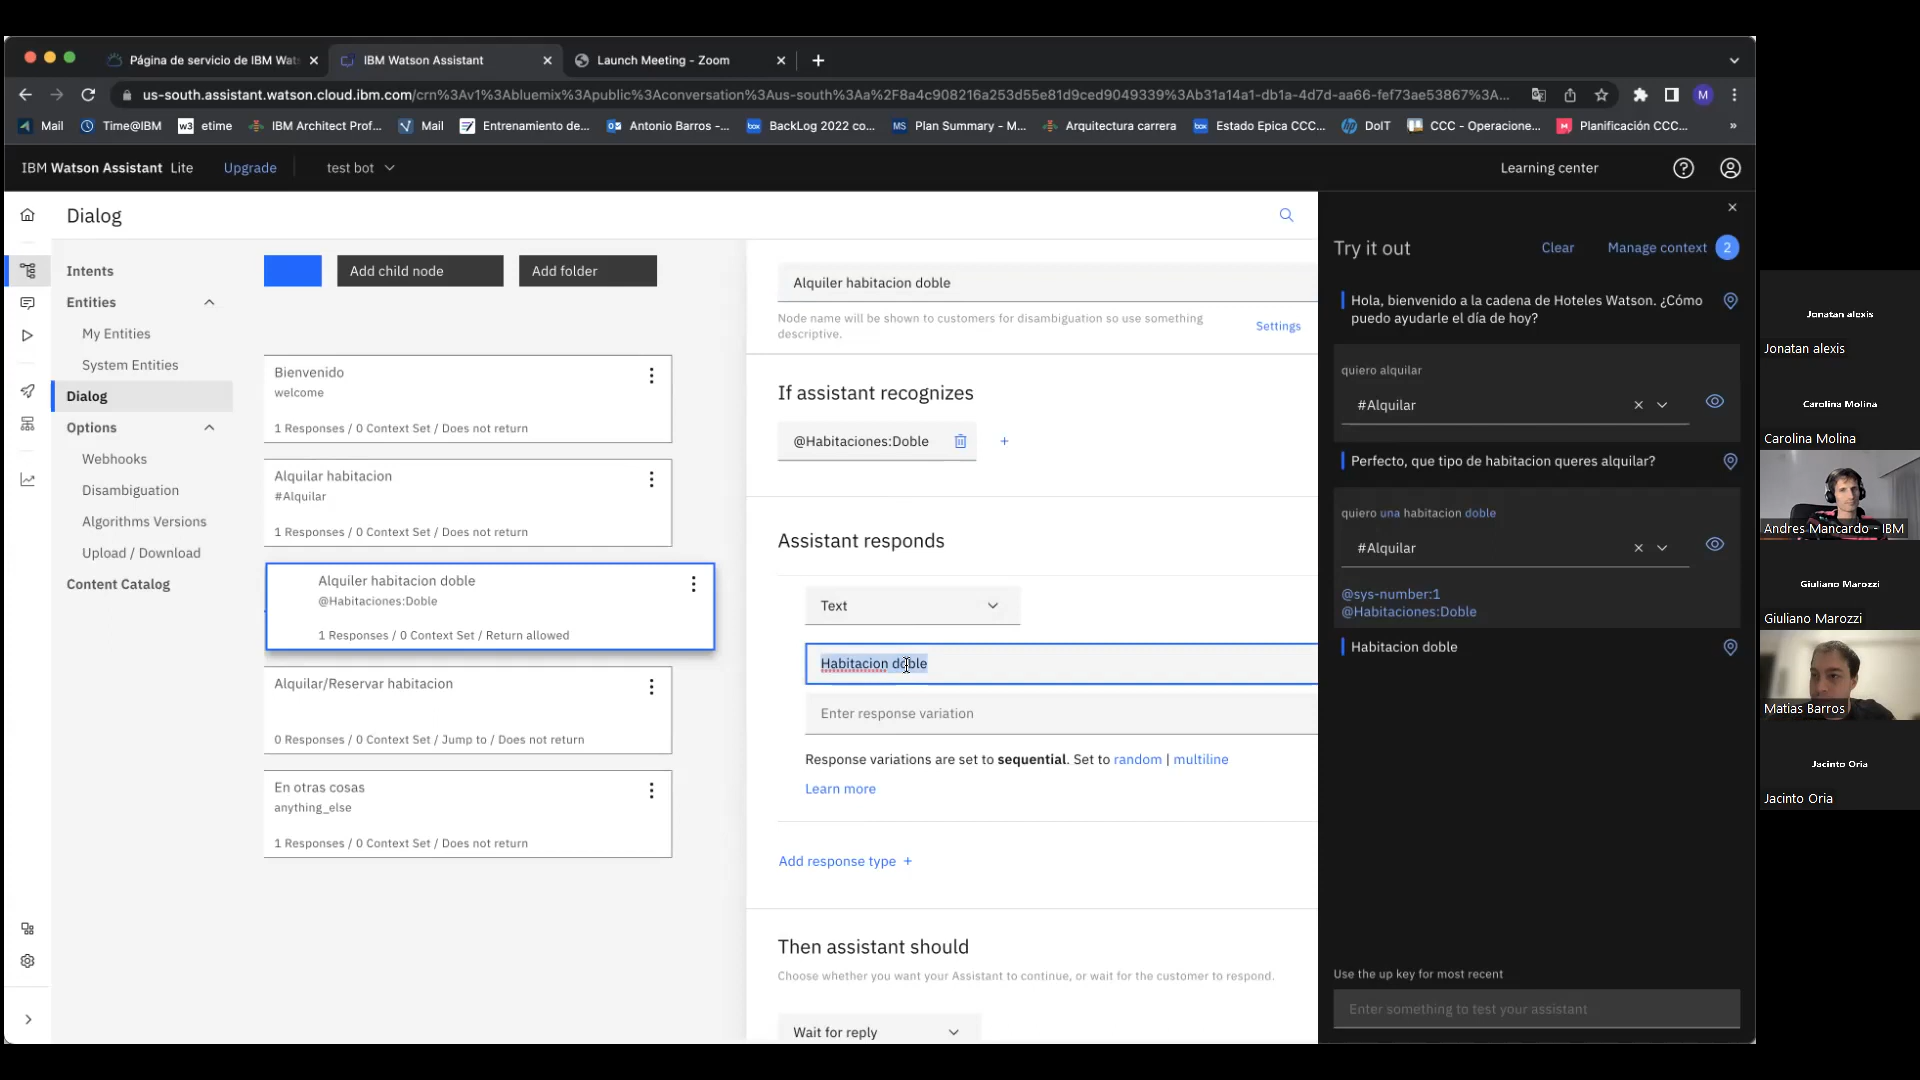 Página de servicio de IBM Wat
IBM Watson Assistant
Launch Meeting - Zoom
us-south.assistant.watson.cloud.ibm.com/crn%3Av1%3Abluemix%3Apublic%3Aconversation%3Aus-south%3Aa%2F8a4c908216a253d55e81d9ced9049339%3Ab31a14a1-db1a-4d7d-aa66-fef73ae53867%3A...
M
Mail
Time@IBM
w3 etime
IBM Architect Prof...
Mail
Entrenamiento de...
Antonio Barros -...
box BackLog 2022 co...
MS Plan Summary - M...
Arquitectura carrera
box Estado Epica CCC...
DoIT
CCC - Operacione...
Planificación CCC...
»
IBM Watson Assistant Lite
Upgrade
test bot
Learning center
Dialog
Intents
Entities
My Entities
System Entities
Dialog
Options
Webhooks
Disambiguation
Algorithms Versions
Upload / Download
Content Catalog
Add child node
Add folder
Bienvenido
welcome
1 Responses / 0 Context Set / Does not return
Alquilar habitacion
#Alquilar
1 Responses / 0 Context Set / Does not return
Alquiler habitacion doble
@Habitaciones:Doble
1 Responses / 0 Context Set / Return allowed
Alquilar/Reservar habitacion
0 Responses / 0 Context Set / Jump to / Does not return
En otras cosas
anything_else
1 Responses / 0 Context Set / Does not return
Alquiler habitacion doble
Node name will be shown to customers for disambiguation so use something
descriptive.
Settings
If assistant recognizes
@Habitaciones:Doble
Assistant responds
Text
Habitacion doble
Enter response variation
Response variations are set to sequential. Set to random | multiline
Learn more
Add response type +
Then assistant should
Choose whether you want your Assistant to continue, or wait for the customer to respond.
Wait for reply
Try it out
Clear
Manage context 2
Hola, bienvenido a la cadena de Hoteles Watson. ¿Cómo
puedo ayudarle el día de hoy?
quiero alquilar
#Alquilar
Perfecto, que tipo de habitacion queres alquilar?
quiero una habitacion doble
#Alquilar
@sys-number:1
@Habitaciones:Doble
Habitacion doble
Use the up key for most recent
Enter something to test your assistant
Jonatan alexis
Jonatan alexis
Carolina Molina
Carolina Molina
Andres Mancardo - IBM
Giuliano Marozzi
Giuliano Marozzi
Matias Barros
Jacinto Oria
Jacinto Oria